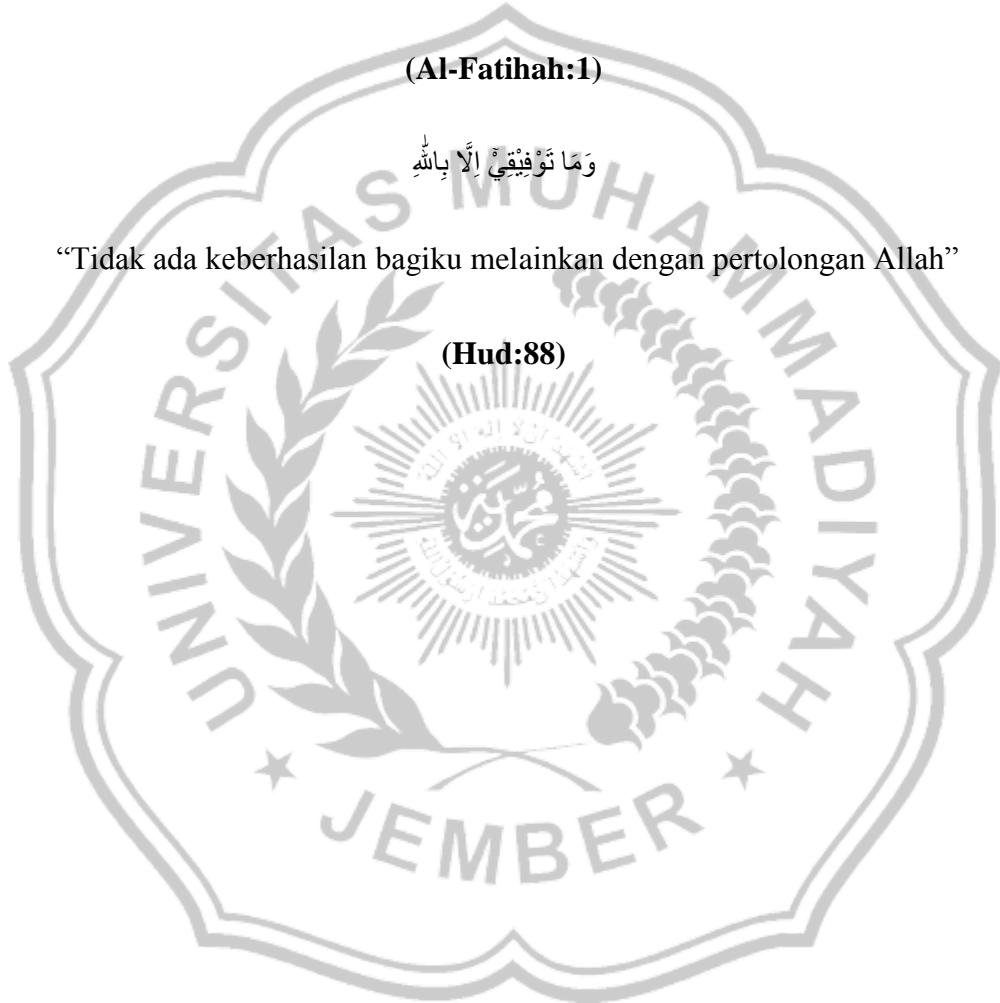 (Al-Fatihah:1)
وَمَا تَوْفِيْقِيْٓ اِلَّا بِاللّٰهِ
“Tidak ada keberhasilan bagiku melainkan dengan pertolongan Allah”
(Hud:88)
UNIVERSITAS MUHAMMADIYAH
★ JEMBER ★